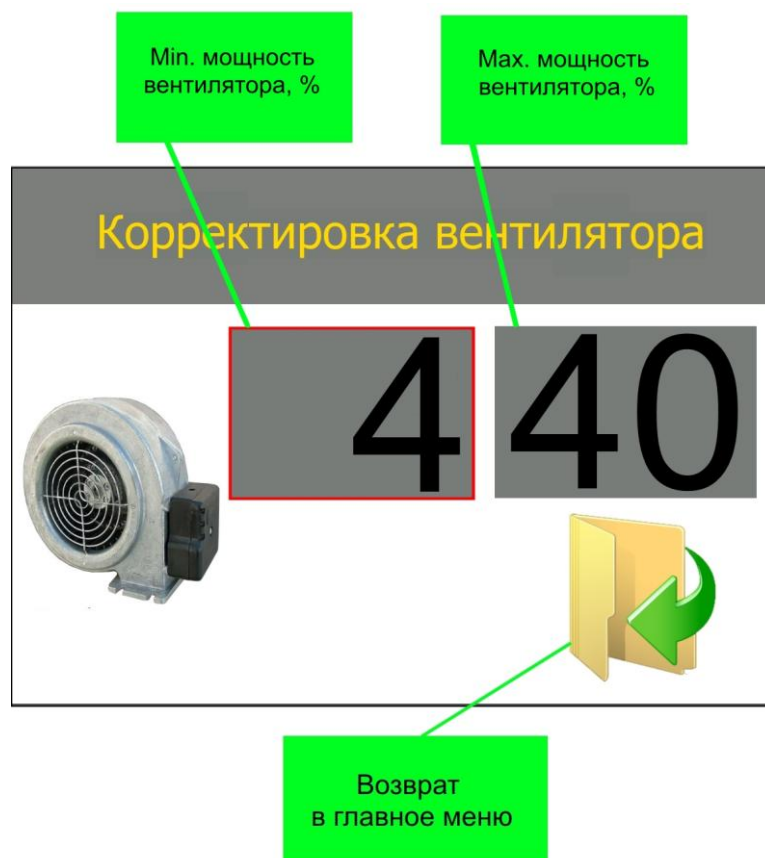 Min. мощность
вентилятора, %
Max. мощность
вентилятора, %
Корректировка вентилятора
4
40
Возврат
в главное меню